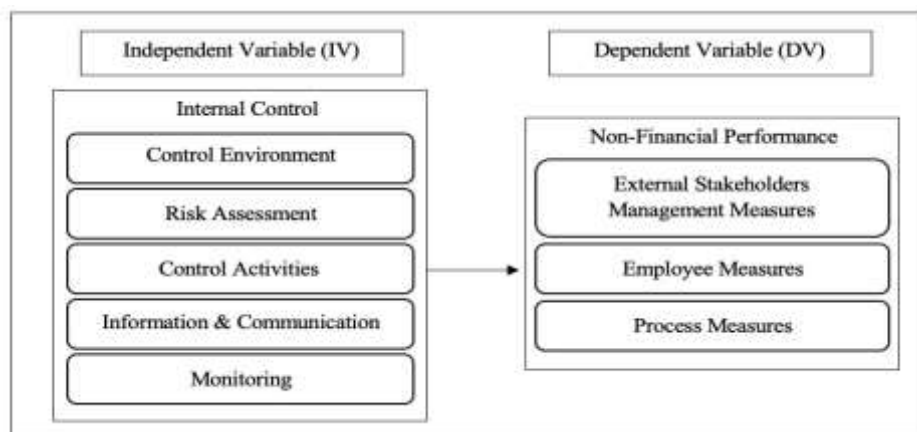 Independent Variable (IV)
Dependent Variable (DV)
Internal Control
Control Environment
Risk Assessment
Control Activities
Information & Communication
Monitoring
Non-Financial Performance
External Stakeholders
Management Measures
Employee Measures
Process Measures